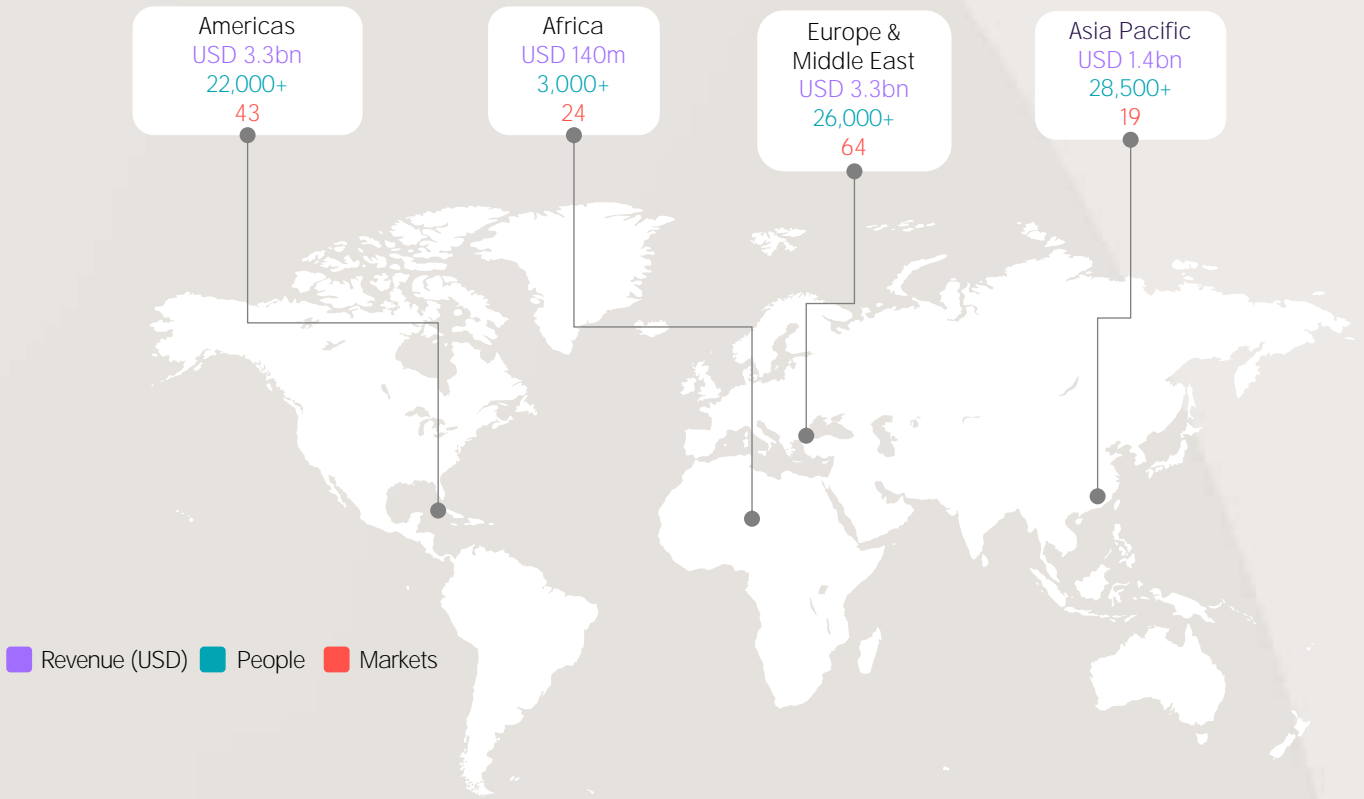 Americas
USD 3.3bn
22,000+
43
Africa
USD 140m
3,000+
24
Europe &
Middle East
USD 3.3bn
26,000+
64
Asia Pacific
USD 1.4bn
28,500+
19
Revenue (USD) People Markets